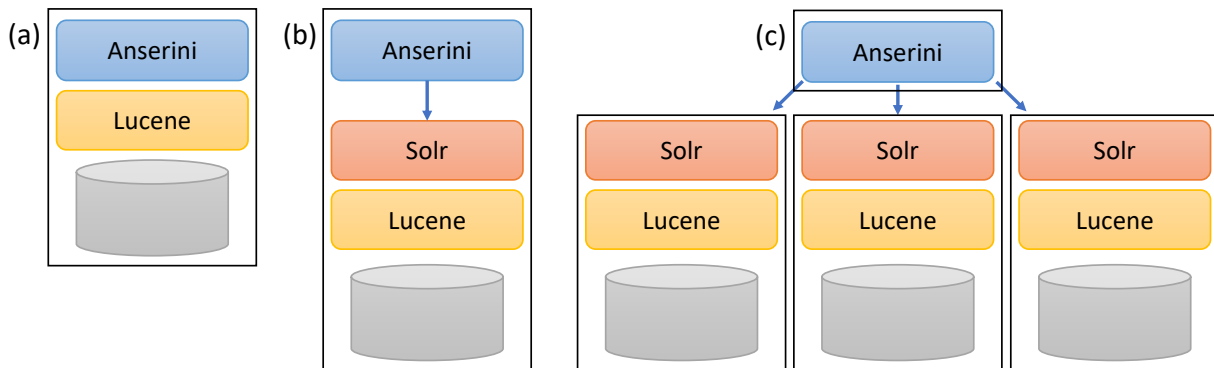 (a)
Anserini
Lucene
(b)
Anserini
Solr
Lucene
(c)
Anserini
Solr
Lucene
Solr
Lucene
Solr
Lucene